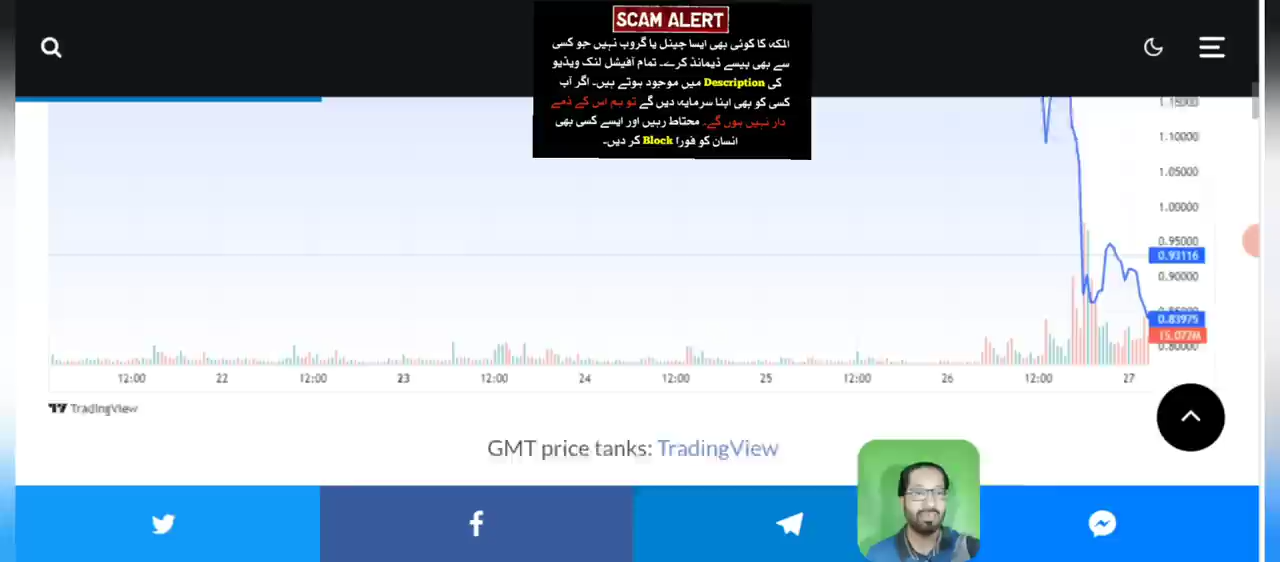 SCAM ALERT
المکہ کا کوئی بھی ایسا چینل یا گروپ نہیں جو کسی
سے بھی پیسے ڈیمانڈ کرے۔ تمام آفیشل لنک ویڈیو
کی Description میں موجود ہوتے ہیں۔ اگر آپ
کسی کو بھی اپنا سرمایہ دیں گے تو ہم اس کے ذمے
دار نہیں ہوں گے۔ محتاط رہیں اور ایسے کسی بھی
انسان کو فورا Block کر دیں۔
1.15000
1.10000
1.05000
1.00000
0.95000
0.93116
0.90000
0.83975
15.072M
0.80000
12:00 22 12:00 23 12:00 24 12:00 25 12:00 26 12:00 27
TradingView
GMT price tanks: TradingView